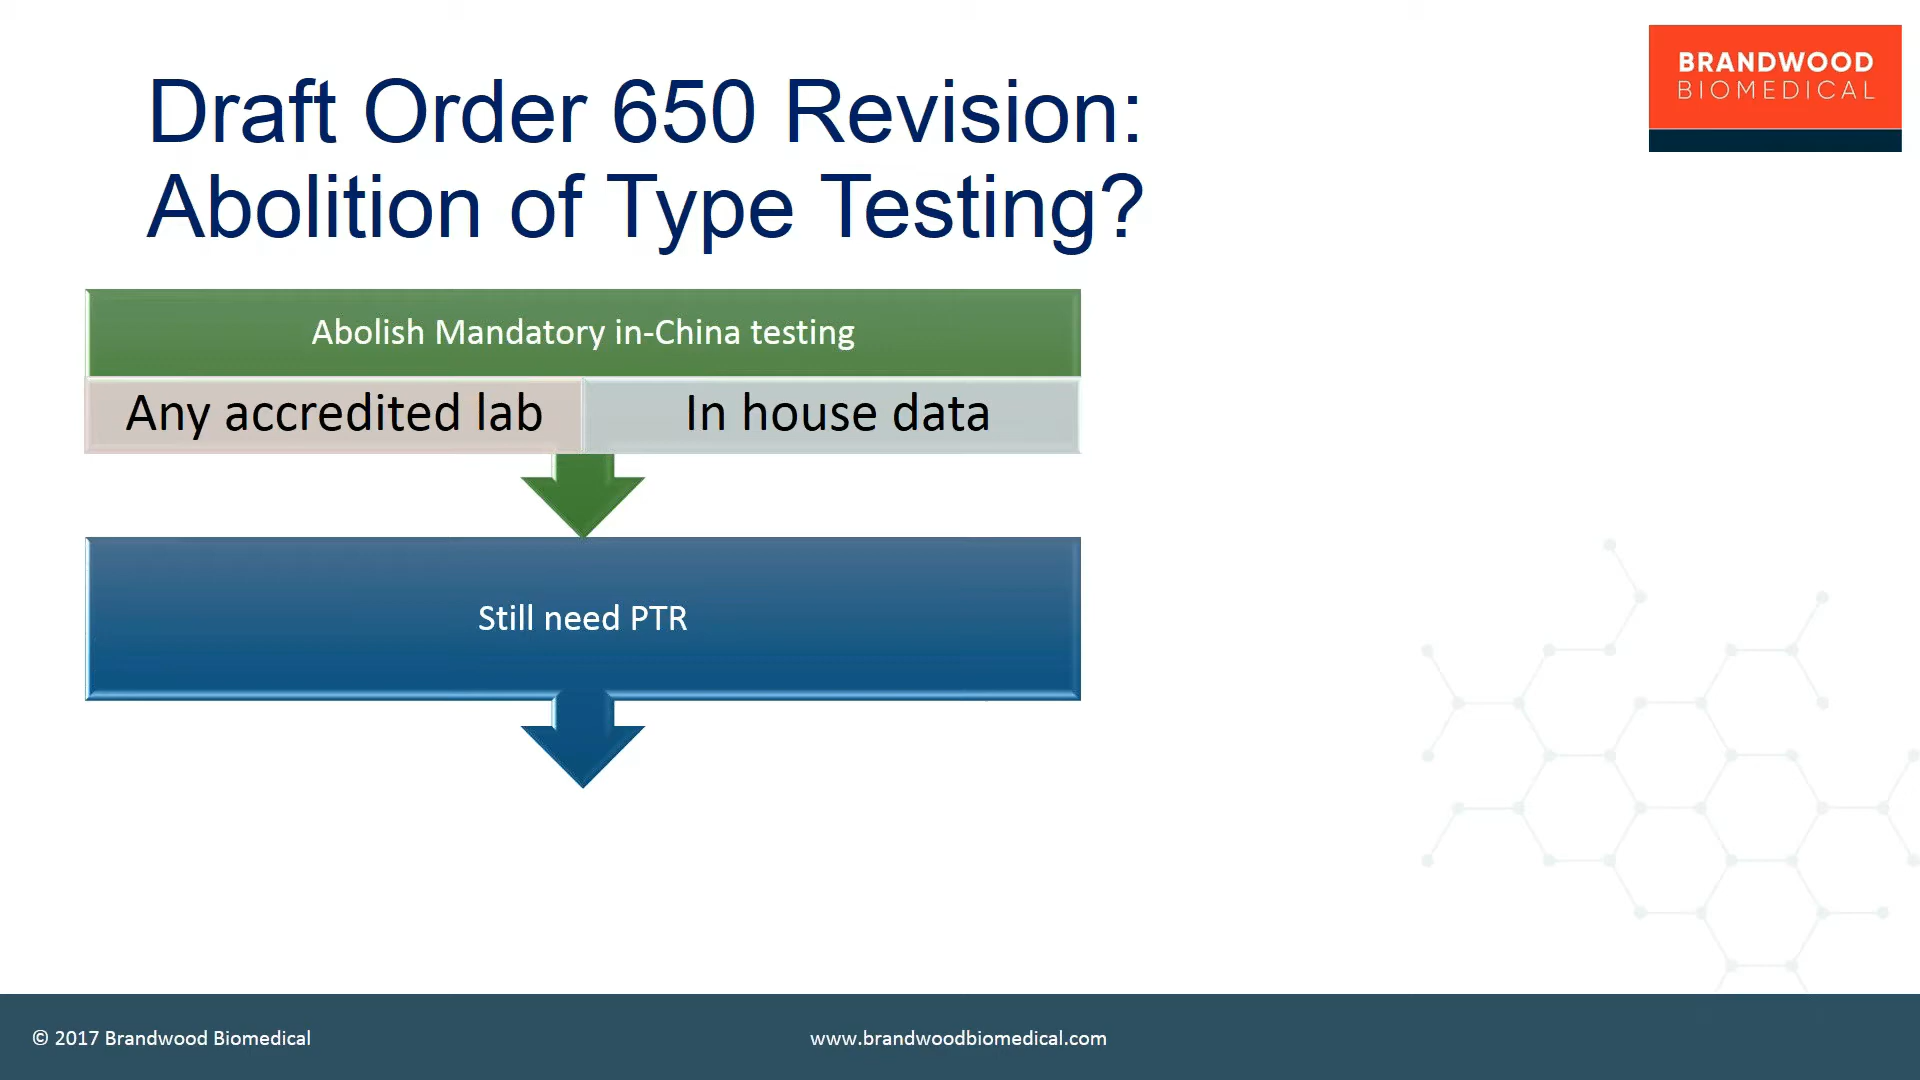 BRANDWOOD
BIOMEDICAL
Draft Order 650 Revision:
Abolition of Type Testing?
Abolish Mandatory in-China testing
Any accredited lab
In house data
Still need PTR
© 2017 Brandwood Biomedical
www.brandwoodbiomedical.com